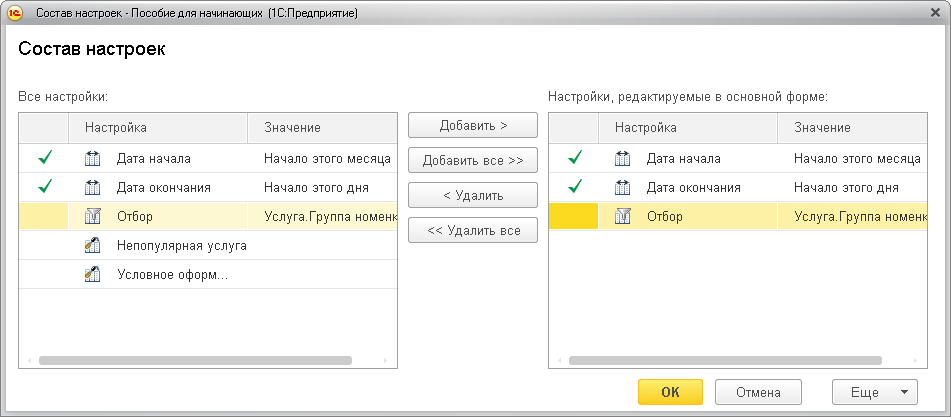 1С Состав настроек - Пособие для начинающих (1С:Предприятие)
Состав настроек
Все настройки:
Настройка Значение
Дата начала Начало этого месяца
Дата окончания Начало этого дня
Отбор Услуга.Группа номенк
Непопулярная услуга
Условное оформ...
Добавить >
Добавить все >>
< Удалить
<< Удалить все
Настройки, редактируемые в основной форме:
Настройка Значение
Дата начала Начало этого месяца
Дата окончания Начало этого дня
Отбор Услуга.Группа номенк
ОК Отмена Еще